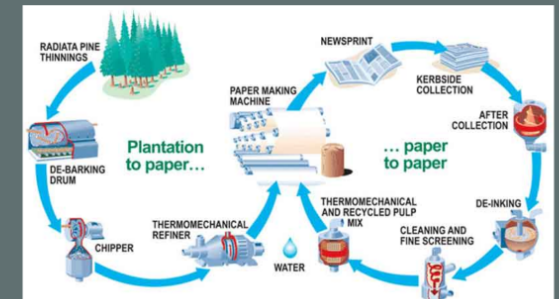 RADIATA PINE
THINNINGS
DE-BARKING
DRUM
CHIPPER
Plantation
to paper...
THERMOMECHANICAL
REFINER
PAPER MAKING
MACHINE
WATER
NEWSPRINT
KERBSIDE
COLLECTION
AFTER
COLLECTION
... paper
to paper
DE-INKING
CLEANING AND
FINE SCREENING
THERMOMECHANICAL
AND RECYCLED PULP
MIX